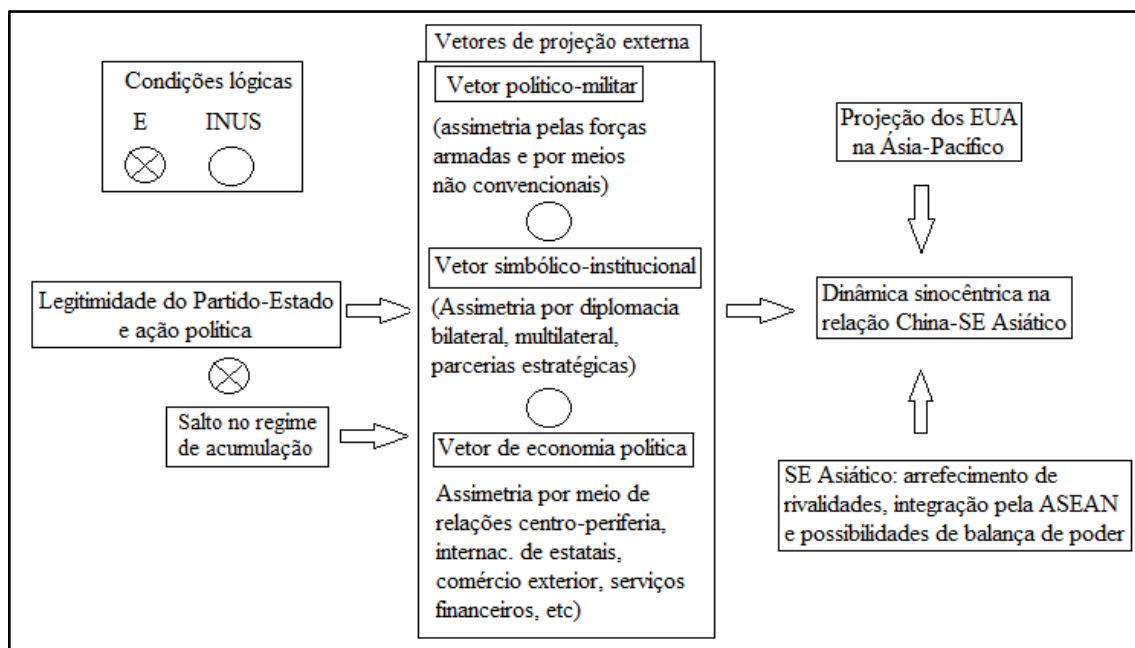 Condições lógicas
E INUS
Legitimidade do Partido-Estado
e ação política
Salto no regime
de acumulação
Vetores de projeção externa
Vetor político-militar
(assimetria pelas forças
armadas e por meios
não convencionais)
Vetor simbólico-institucional
(Assimetria por diplomacia
bilateral, multilateral,
parcerias estratégicas)
Vetor de economia política
Assimetria por meio de
relações centro-periferia,
internac. de estatais,
comércio exterior, serviços
financeiros, etc)
Projeção dos EUA
na Ásia-Pacífico
Dinâmica sinocêntrica na
relação China-SE Asiático
SE Asiático: arrefecimento de
rivalidades, integração pela ASEAN
e possibilidades de balança de poder